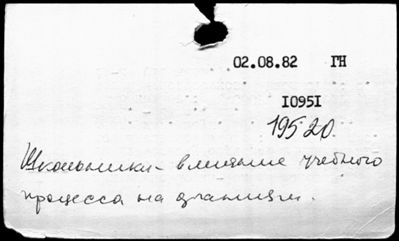 02.08.82 ГН
I095I
19520
Школьники - влияние учебного
процесса на